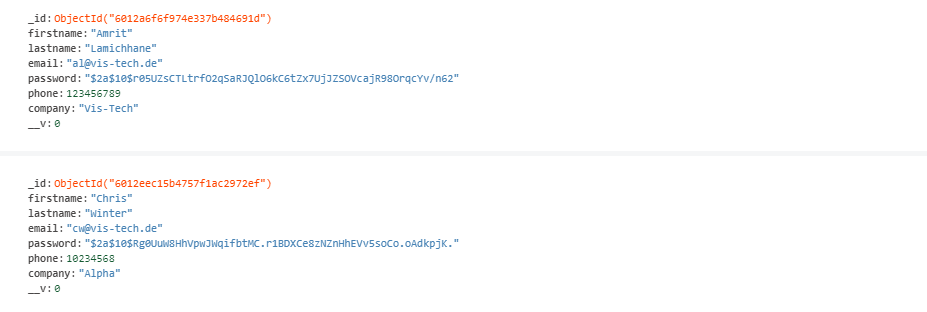 _id: ObjectId("6012a6f6f974e337b484691d")
firstname: "Amrit"
lastname: "Lamichhane"
email: "al@vis-tech.de"
password: "$2a$10$r05UZsCTLtrfO2qSaRJQlO6kC6tZx7UjJZSOVcajR98OrqcYv/n62"
phone: 123456789
company: "Vis-Tech"
__v: 0
_id: ObjectId("6012eec15b4757f1ac2972ef")
firstname: "Chris"
lastname: "Winter"
email: "cw@vis-tech.de"
password: "$2a$10$Rg0UuW8HhVpwJWqifbtMC.r1BDXCe8zNZnHhEVv5soCo.oAdkpjK."
phone: 10234568
company: "Alpha"
__v: 0